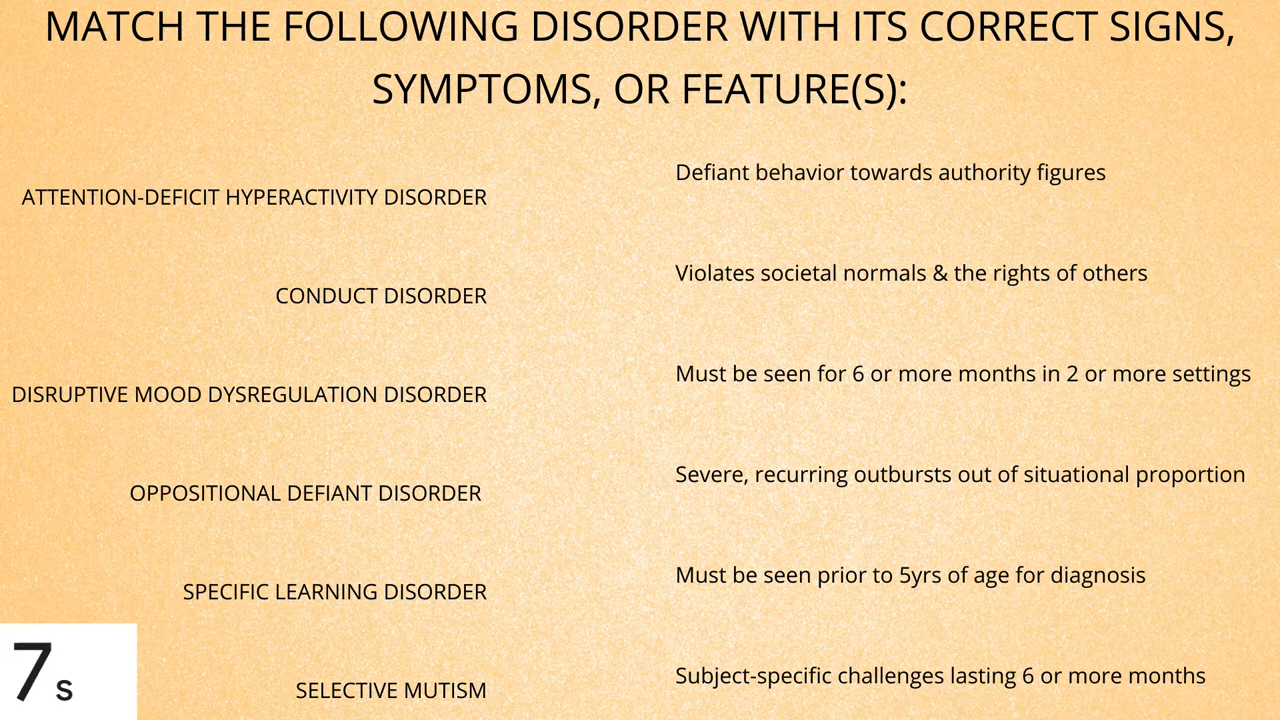 MATCH THE FOLLOWING DISORDER WITH ITS CORRECT SIGNS,
SYMPTOMS, OR FEATURE(S):
ATTENTION-DEFICIT HYPERACTIVITY DISORDER
CONDUCT DISORDER
DISRUPTIVE MOOD DYSREGULATION DISORDER
OPPOSITIONAL DEFIANT DISORDER
SPECIFIC LEARNING DISORDER
SELECTIVE MUTISM
Defiant behavior towards authority figures
Violates societal normals & the rights of others
Must be seen for 6 or more months in 2 or more settings
Severe, recurring outbursts out of situational proportion
Must be seen prior to 5yrs of age for diagnosis
Subject-specific challenges lasting 6 or more months
7s